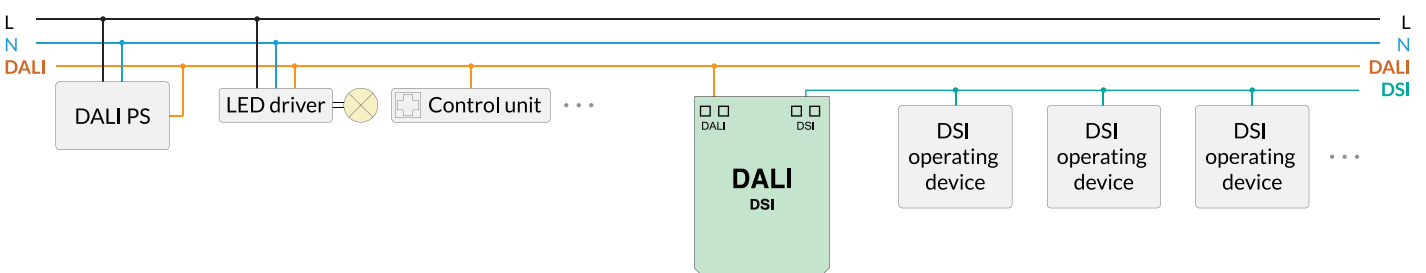 L
L
N
N
DALI
DALI
DSI
DALI PS
LED driver
Control unit
DALI
DSI
DALI
DSI
DSI
operating
device
DSI
operating
device
DSI
operating
device